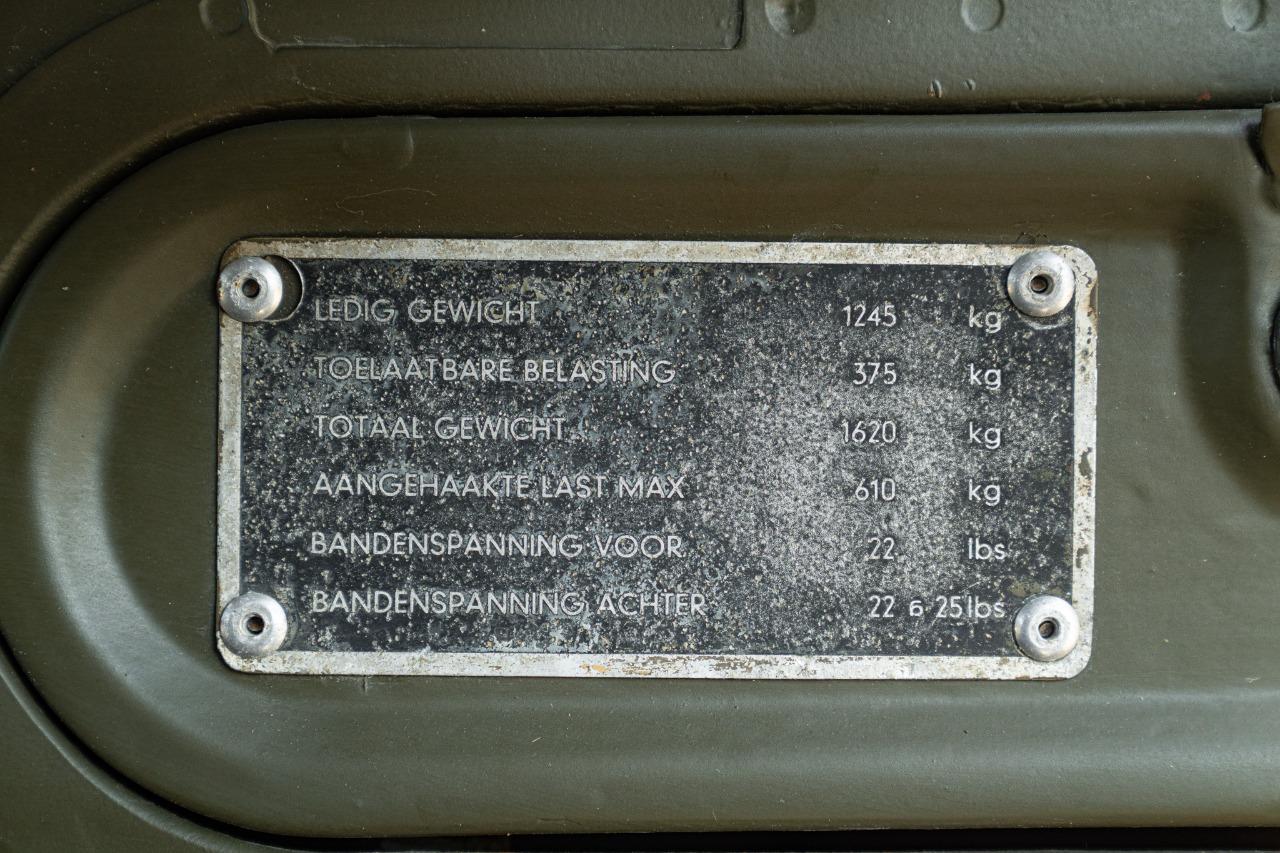 LEDIG GEWICHT 1245 kg
TOELAATBARE BELASTING 375 kg
TOTAAL GEWICHT 1620 kg
AANGEHAAKTE LAST MAX 610 kg
BANDENSPANNING VOOR 22 lbs
BANDENSPANNING ACHTER 22 à 25 lbs